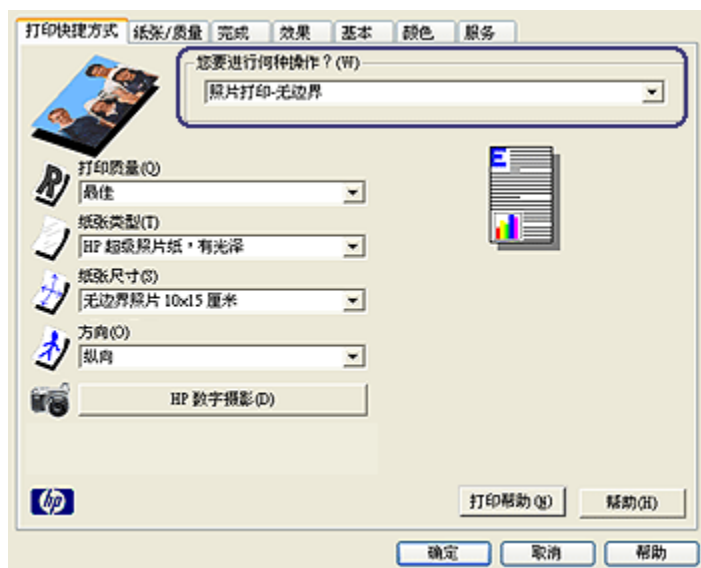 打印快捷方式 纸张/质量 完成 效果 基本 颜色 服务
您要进行何种操作？(W)
照片打印-无边界
打印质量(Q)
最佳
纸张类型(T)
HP 超级照片纸，有光泽
纸张尺寸(S)
无边界照片 10x15 厘米
方向(O)
纵向
HP 数字摄影(D)
E
hp
打印帮助(N) 帮助(H)
确定 取消 帮助